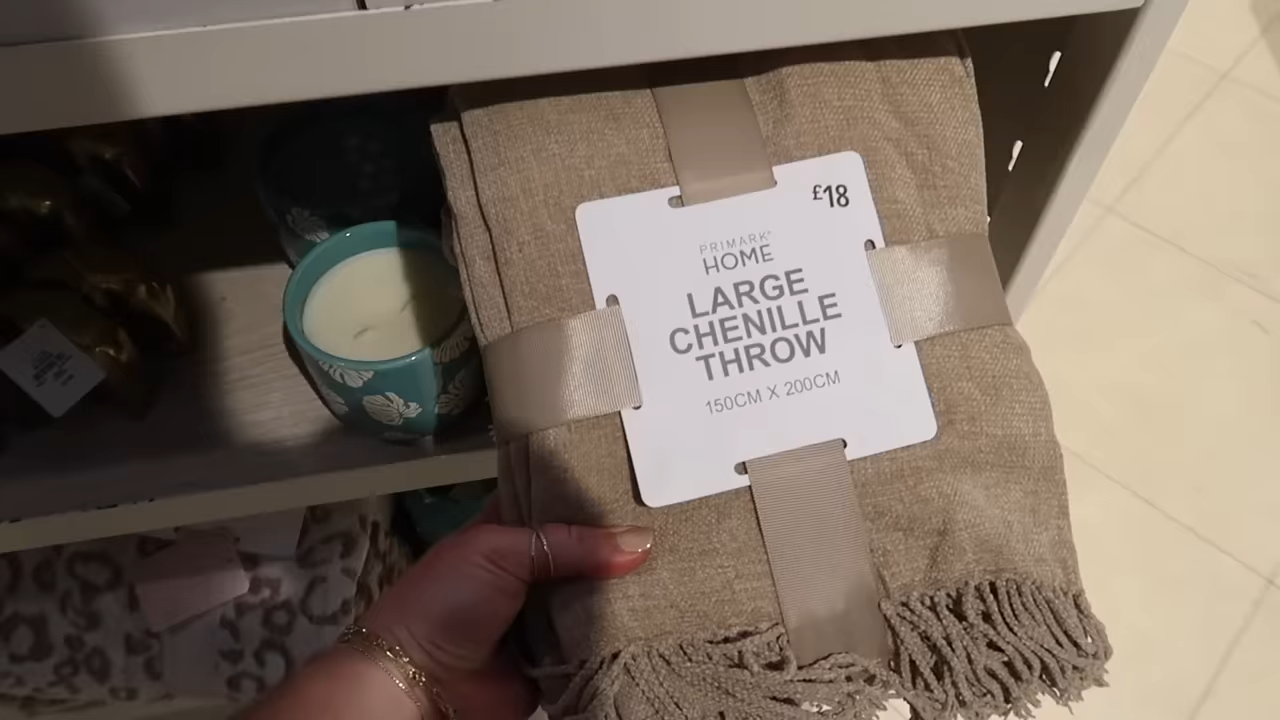 £18
PRIMARK®
HOME
LARGE
CHENILLE
THROW
150CM X 200CM